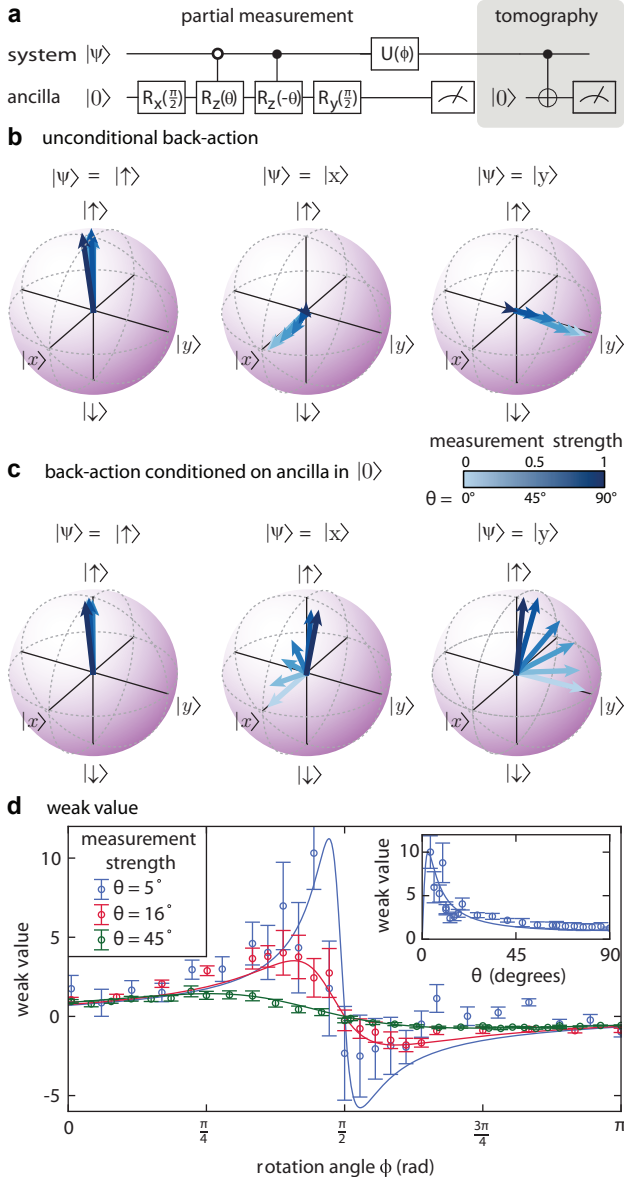 a partial measurement tomography
system |Ψ⟩ U(ϕ)
ancilla |0⟩ Rx(π/2) Rz(θ) Rz(-θ) Ry(π/2) |0⟩
b unconditional back-action
|Ψ⟩ = |↑⟩ |Ψ⟩ = |x⟩ |Ψ⟩ = |y⟩
|↑⟩ |↑⟩ |↑⟩
|x⟩ |y⟩ |x⟩ |y⟩ |x⟩ |y⟩
|↓⟩ |↓⟩ |↓⟩
measurement strength
0 0.5 1
θ = 0° 45° 90°
c back-action conditioned on ancilla in |0⟩
|Ψ⟩ = |↑⟩ |Ψ⟩ = |x⟩ |Ψ⟩ = |y⟩
|↑⟩ |↑⟩ |↑⟩
|x⟩ |y⟩ |x⟩ |y⟩ |x⟩ |y⟩
|↓⟩ |↓⟩ |↓⟩
d weak value
measurement
strength
θ = 5°
θ = 16°
θ = 45°
weak value
10
5
0
-5
0 π/4 π/2 3π/4 π
rotation angle ϕ (rad)
weak value
10
5
0
0 45 90
θ (degrees)